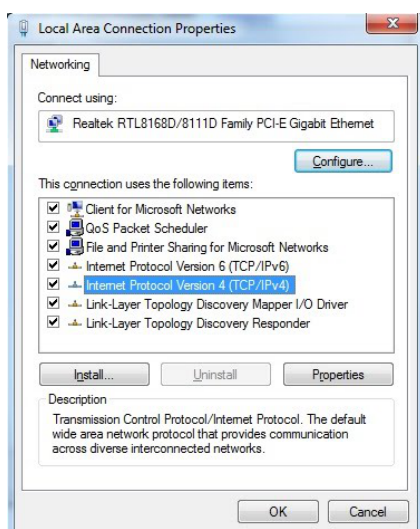 Local Area Connection Properties
Networking
Connect using:
Realtek RTL8168D/8111D Family PCI-E Gigabit Ethernet
Configure...
This connection uses the following items:
Client for Microsoft Networks
QoS Packet Scheduler
File and Printer Sharing for Microsoft Networks
Internet Protocol Version 6 (TCP/IPv6)
Internet Protocol Version 4 (TCP/IPv4)
Link-Layer Topology Discovery Mapper I/O Driver
Link-Layer Topology Discovery Responder
Install...
Uninstall
Properties
Description
Transmission Control Protocol/Internet Protocol. The default
wide area network protocol that provides communication
across diverse interconnected networks.
OK
Cancel